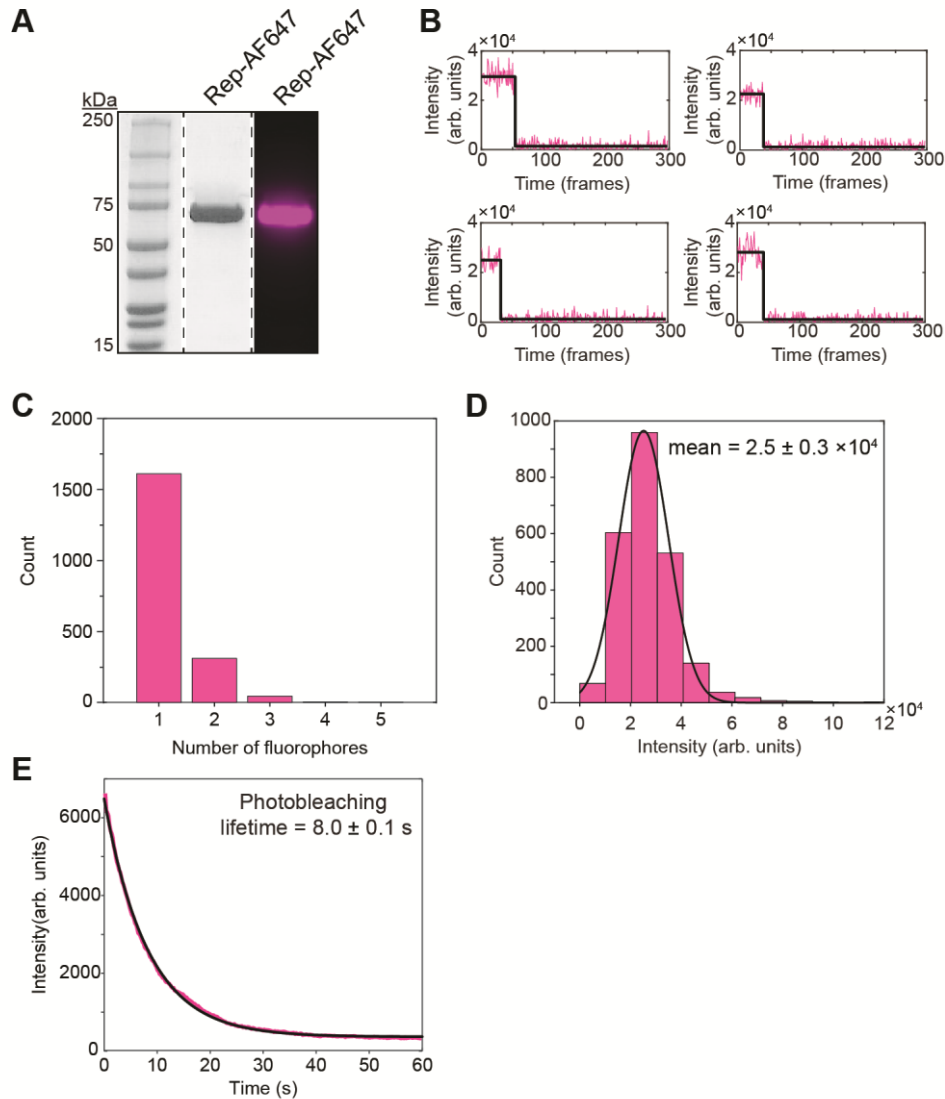 A
Rep-AF647
Rep-AF647
kDa
250
75
50
15
B
×10⁴
4
2
0
Intensity
(arb. units)
0 100 200 300
Time (frames)
×10⁴
4
2
0
Intensity
(arb. units)
0 100 200 300
Time (frames)
×10⁴
4
2
0
Intensity
(arb. units)
0 100 200 300
Time (frames)
×10⁴
4
2
0
Intensity
(arb. units)
0 100 200 300
Time (frames)
C
2000
1500
1000
500
0
Count
1 2 3 4 5
Number of fluorophores
D
1000
800
600
400
200
0
Count
mean = 2.5 ± 0.3 ×10⁴
0 2 4 6 8 10 12
×10⁴
Intensity (arb. units)
E
6000
4000
2000
0
Intensity(arb. units)
Photobleaching
lifetime = 8.0 ± 0.1 s
0 10 20 30 40 50 60
Time (s)